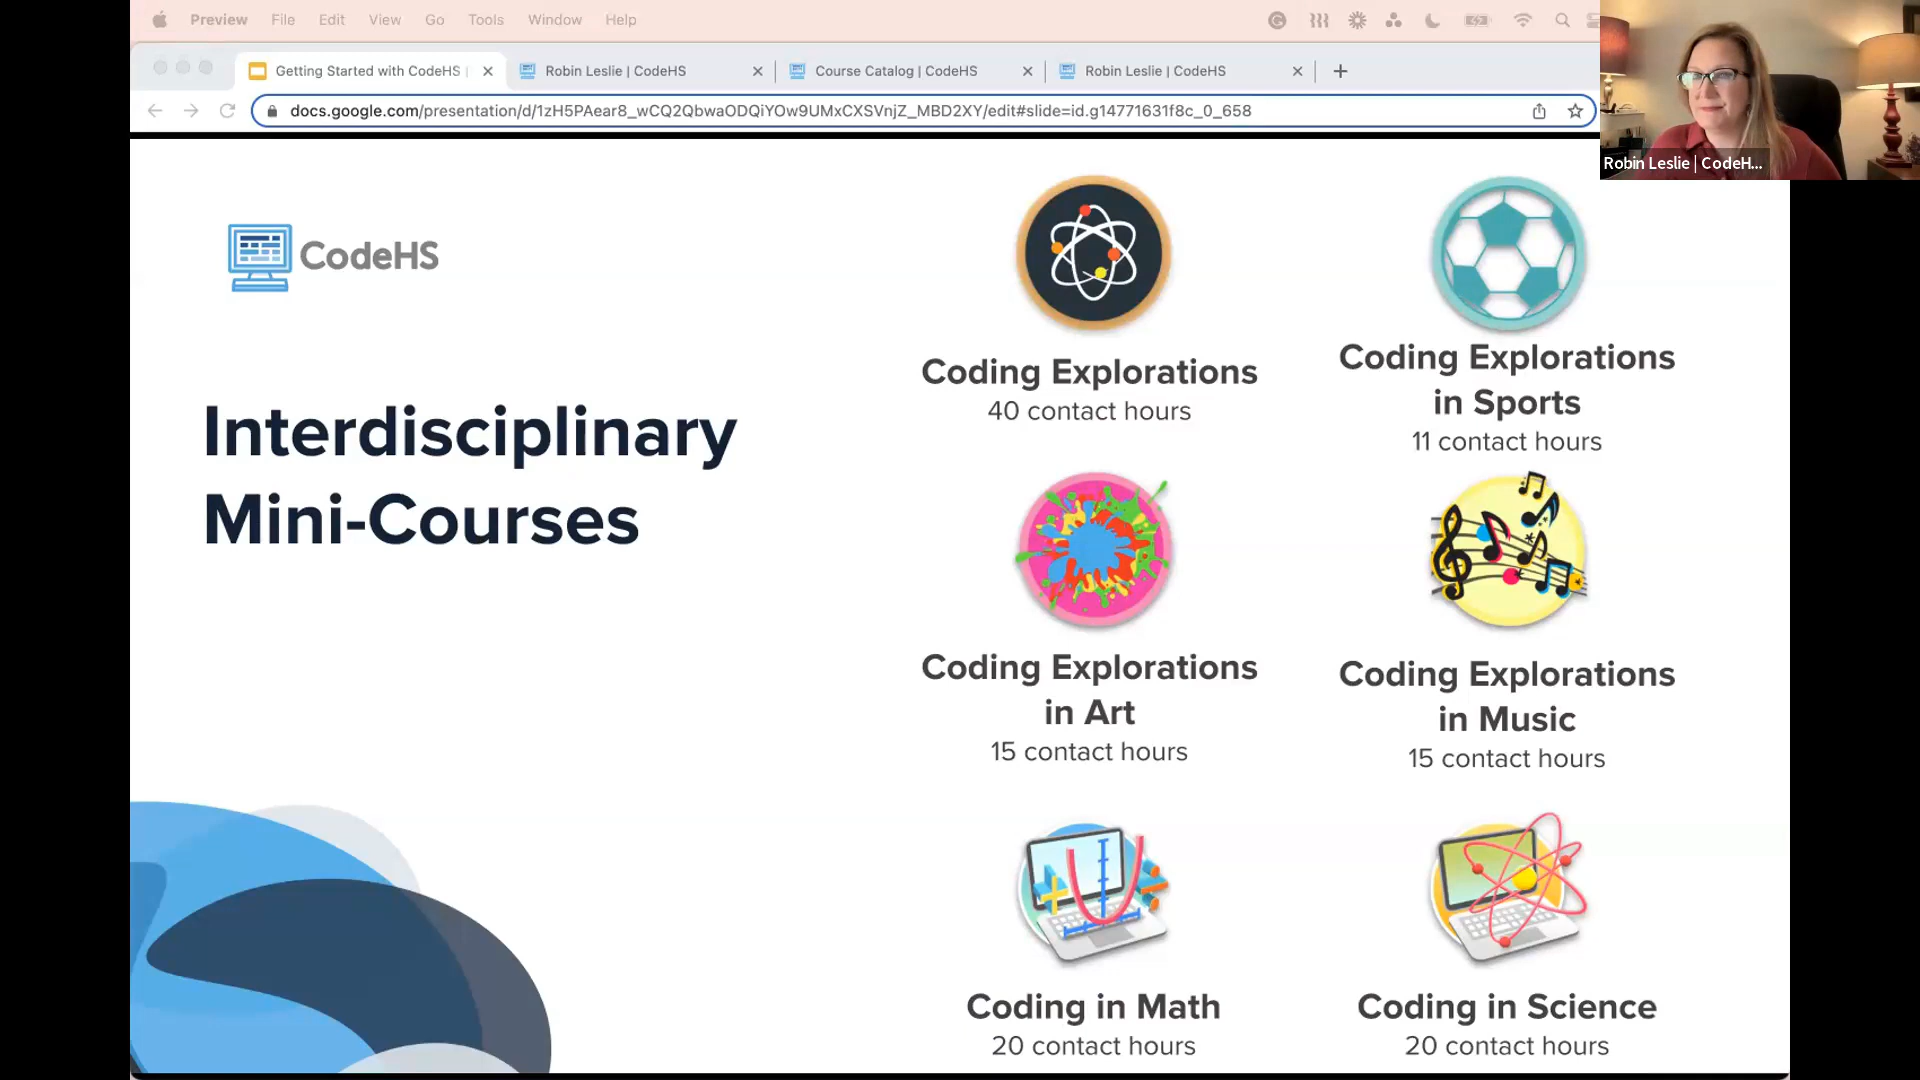 Preview File Edit View Go Tools Window Help
Getting Started with CodeHS | Robin Leslie | CodeHS Course Catalog | CodeHS Robin Leslie | CodeHS
docs.google.com/presentation/d/1zH5PAear8_wCQ2QbwaODQiYOw9UMxCXSVnjZ_MBD2XY/edit#slide=id.g14771631f8c_0_658
Robin Leslie | CodeH...
CodeHS
Interdisciplinary
Mini-Courses
Coding Explorations
40 contact hours
Coding Explorations
in Sports
11 contact hours
Coding Explorations
in Art
15 contact hours
Coding Explorations
in Music
15 contact hours
Coding in Math
20 contact hours
Coding in Science
20 contact hours